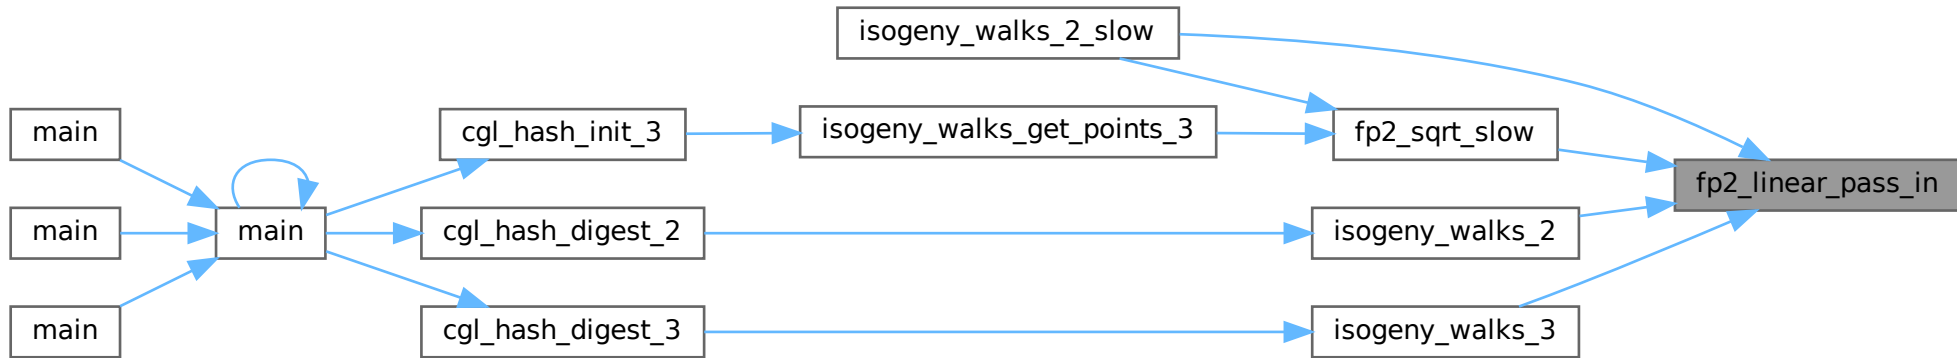 isogeny_walks_2_slow
main
cgl_hash_init_3
isogeny_walks_get_points_3
fp2_sqrt_slow
fp2_linear_pass_in
main
main
cgl_hash_digest_2
isogeny_walks_2
main
cgl_hash_digest_3
isogeny_walks_3